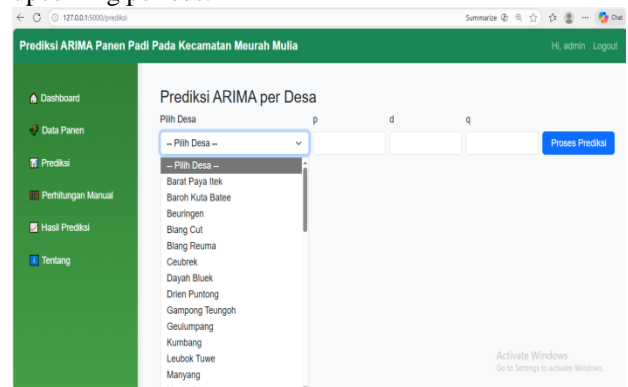 upcoming periods.
127.0.0.1:5000/prediksi Summarize Chat
Prediksi ARIMA Panen Padi Pada Kecamatan Meurah Mulia Hi, admin Logout
Dashboard
Data Panen
Prediksi
Perhitungan Manual
Hasil Prediksi
Tentang
Prediksi ARIMA per Desa
Pilih Desa p d q
-- Pilih Desa -- Proses Prediksi
-- Pilih Desa --
Barat Paya Itek
Baroh Kuta Batee
Beuringen
Blang Cut
Blang Reuma
Ceubrek
Dayah Bluek
Drien Puntong
Gampong Teungoh
Geulumpang
Kumbang
Leubok Tuwe
Manyang
Activate Windows
Go to Settings to activate Windows.